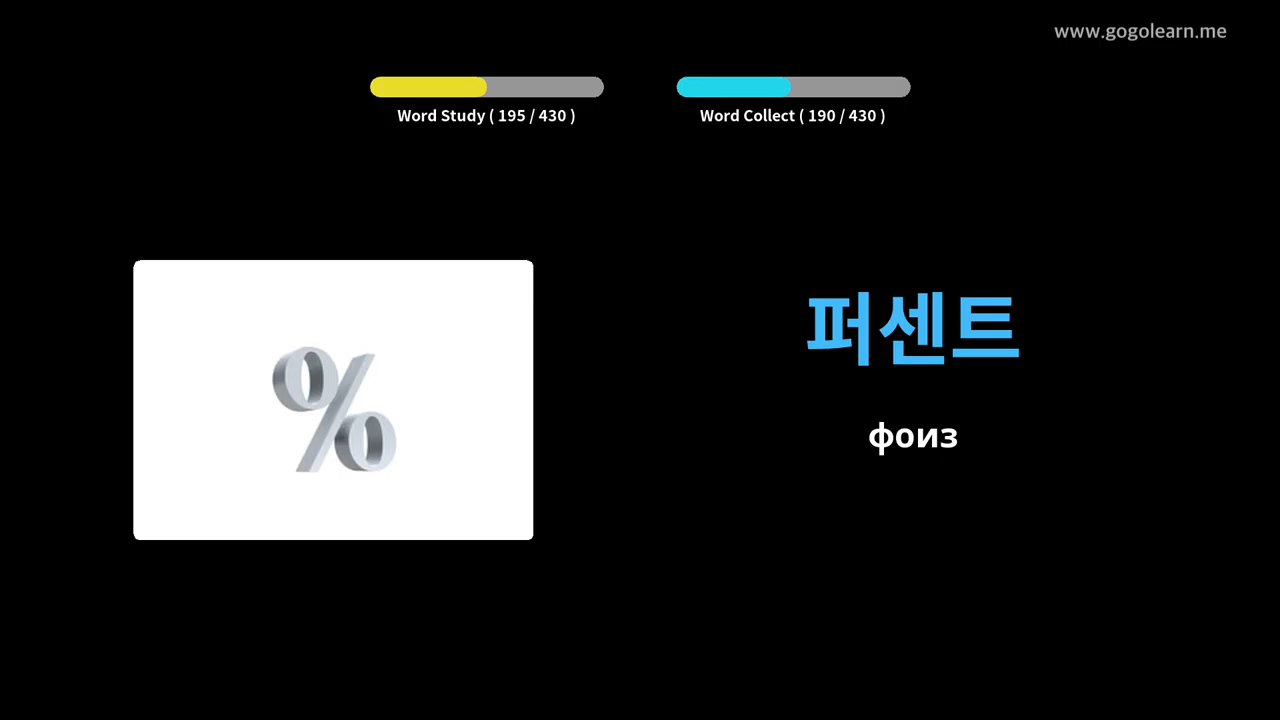 www.gogolearn.me
Word Study ( 195 / 430 )
Word Collect ( 190 / 430 )
%
퍼센트
фоиз